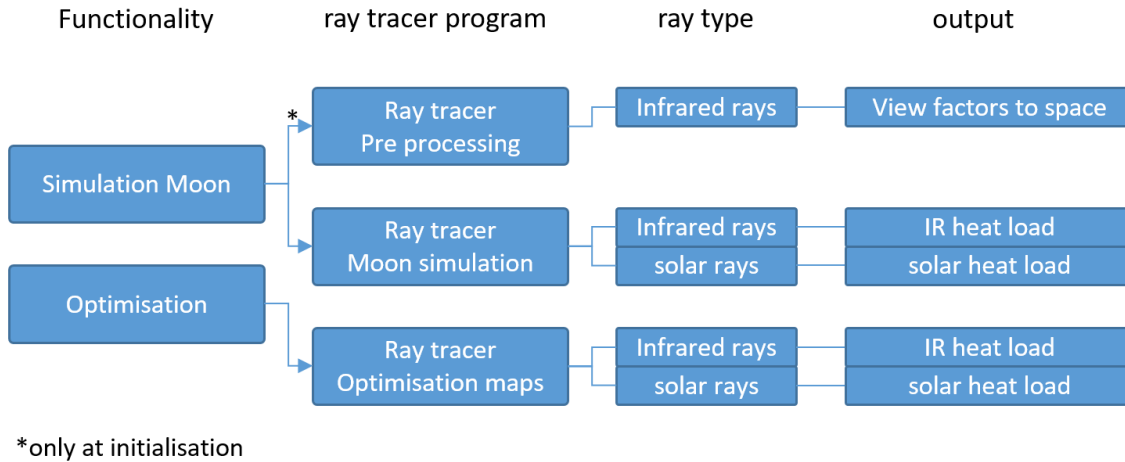 Functionality
ray tracer program
ray type
output
*
Ray tracer
Pre processing
Infrared rays
View factors to space
Simulation Moon
Ray tracer
Moon simulation
Infrared rays
IR heat load
solar rays
solar heat load
Optimisation
Ray tracer
Optimisation maps
Infrared rays
IR heat load
solar rays
solar heat load
*only at initialisation